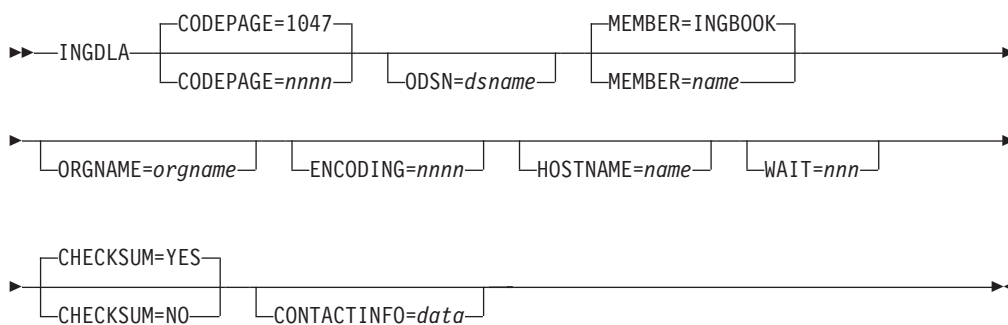 CODEPAGE=1047 MEMBER=INGBOOK
INGDLA
CODEPAGE=nnnn ODSN=dsname MEMBER=name
ORGNAME=orgname ENCODING=nnnn HOSTNAME=name WAIT=nnn
CHECKSUM=YES
CHECKSUM=NO CONTACTINFO=data